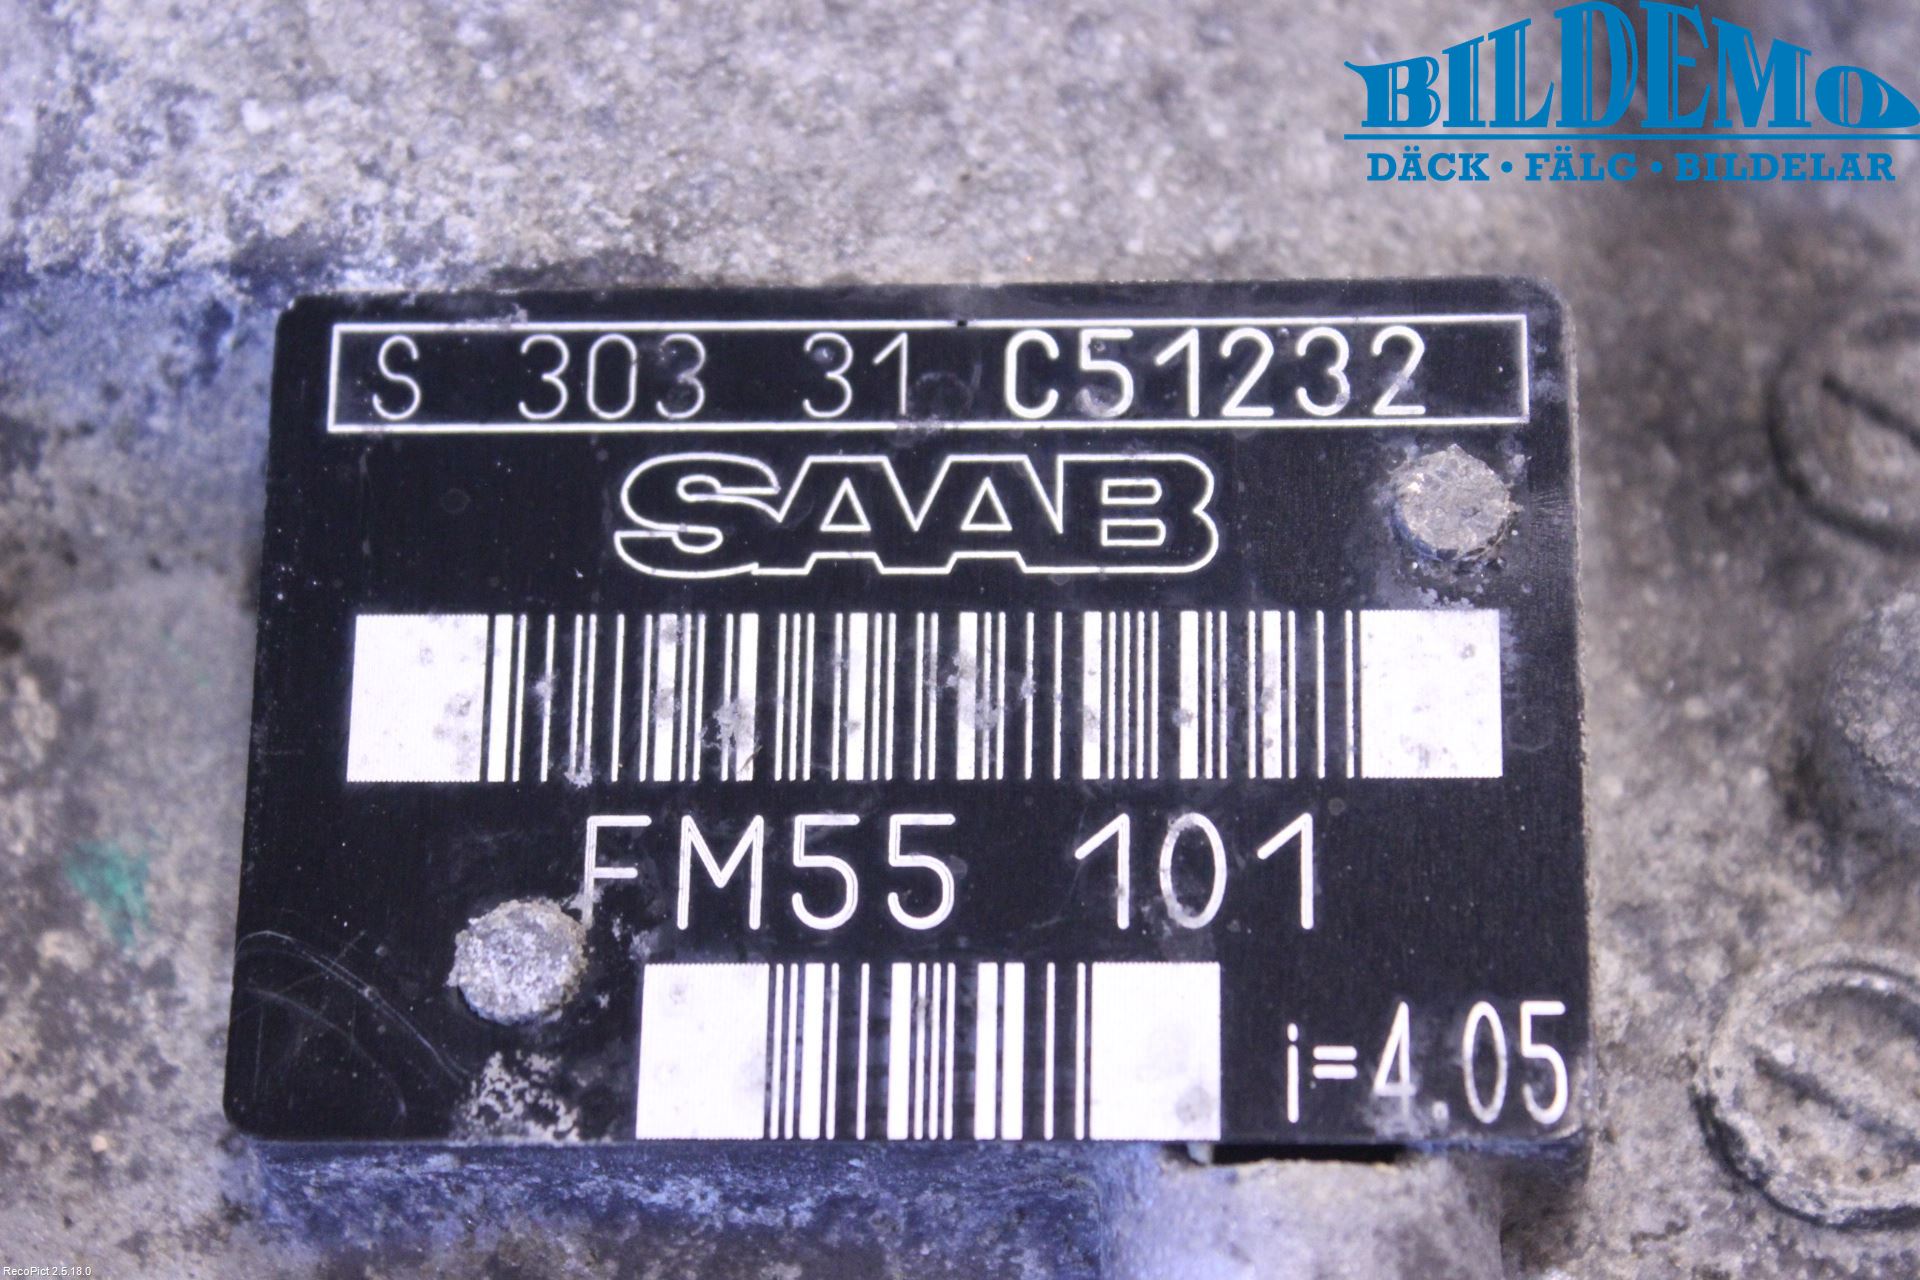 BILDEMO
DÄCK • FÄLG • BILDELAR
S 303 31 C51232
SAAB
FM55 101
i=4.05
RecoPict 2.5.18.0